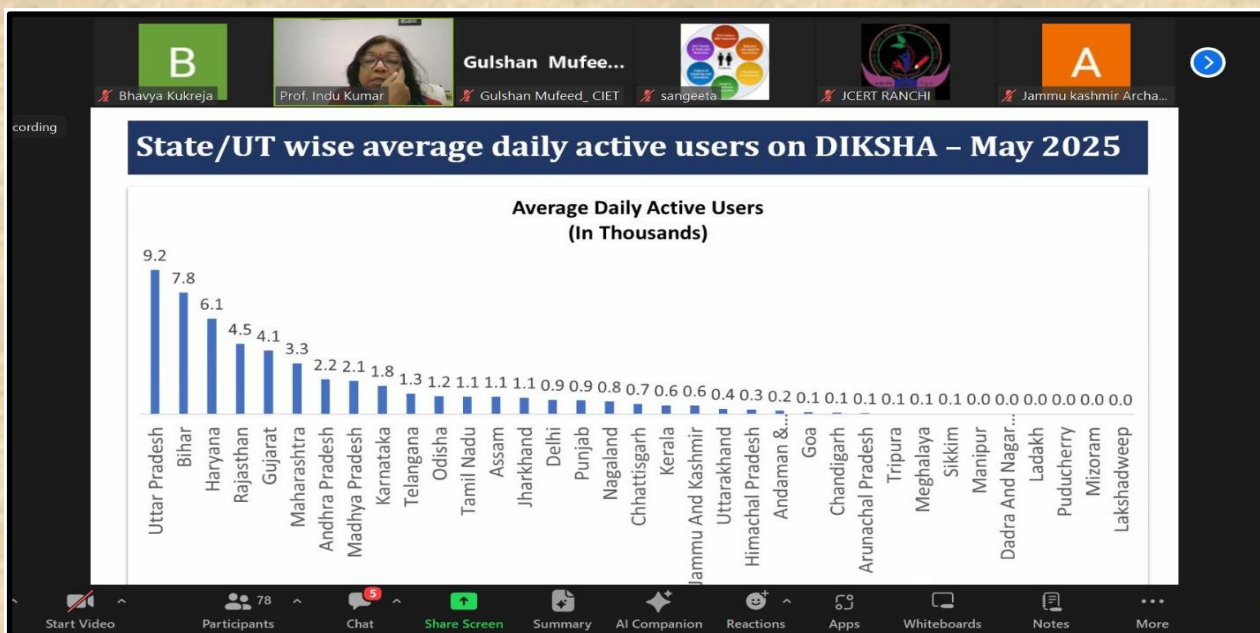 B
Bhavya Kukreja
Prof. Indu Kumar
Gulshan Mufee...
Gulshan Mufeed_ CIET
sangeeta
JCERT RANCHI
A
Jammu kashmir Archa...
cording
State/UT wise average daily active users on DIKSHA – May 2025
Average Daily Active Users
(In Thousands)
9.2
7.8
6.1
4.5
4.1
3.3
2.2
2.1
1.8
1.3
1.2
1.1
1.1
1.1
0.9
0.9
0.8
0.7
0.6
0.6
0.4
0.3
0.2
0.1
0.1
0.1
0.1
0.1
0.1
0.0
0.0
0.0
0.0
0.0
0.0
Uttar Pradesh
Bihar
Haryana
Rajasthan
Gujarat
Maharashtra
Andhra Pradesh
Madhya Pradesh
Karnataka
Telangana
Odisha
Tamil Nadu
Assam
Jharkhand
Delhi
Punjab
Nagaland
Chhattisgarh
Kerala
Jammu And Kashmir
Uttarakhand
Himachal Pradesh
Andaman &...
Goa
Chandigarh
Arunachal Pradesh
Tripura
Meghalaya
Sikkim
Manipur
Dadra And Nagar...
Ladakh
Puducherry
Mizoram
Lakshadweep
Start Video
78
Participants
5
Chat
Share Screen
Summary
AI Companion
Reactions
Apps
Whiteboards
Notes
More